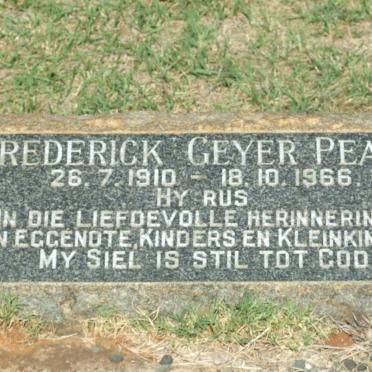 REDERICK GEYER PEA
26.7.1910 - 18.10.1966.
HY RUS
IN DIE LIEFDEVOLLE HERINNERIN
N EGGENOTE, KINDERS EN KLEINKIN
MY SIEL IS STIL TOT GOD